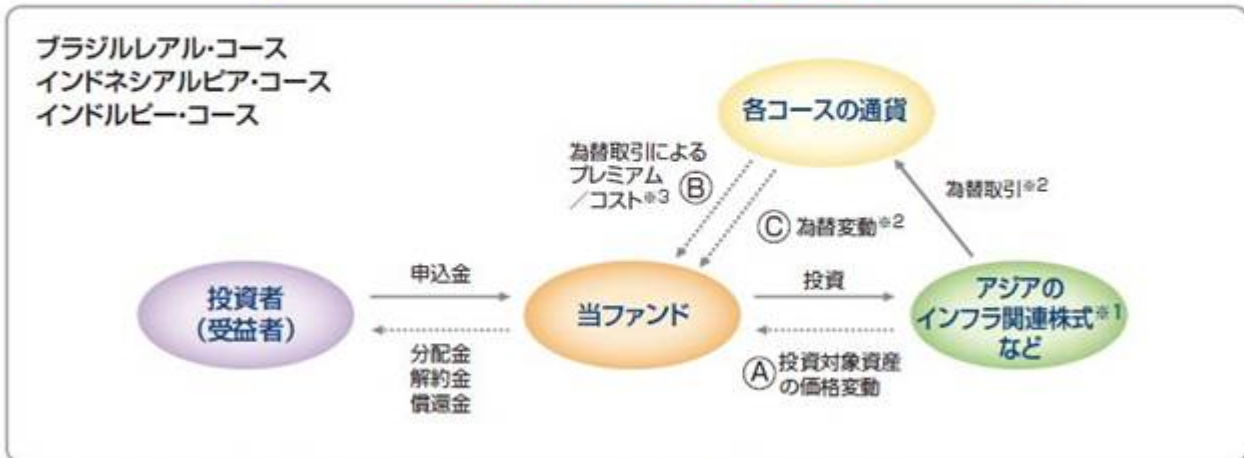 ブラジルレアル・コース
インドネシアルピア・コース
インドルピー・コース
各コースの通貨
為替取引による
プレミアム
／コスト※3
Ⓑ
Ⓒ 為替変動※2
為替取引※2
投資者
（受益者）
申込金
分配金
解約金
償還金
当ファンド
投資
Ⓐ 投資対象資産
の価格変動
アジアの
インフラ関連株式※1
など